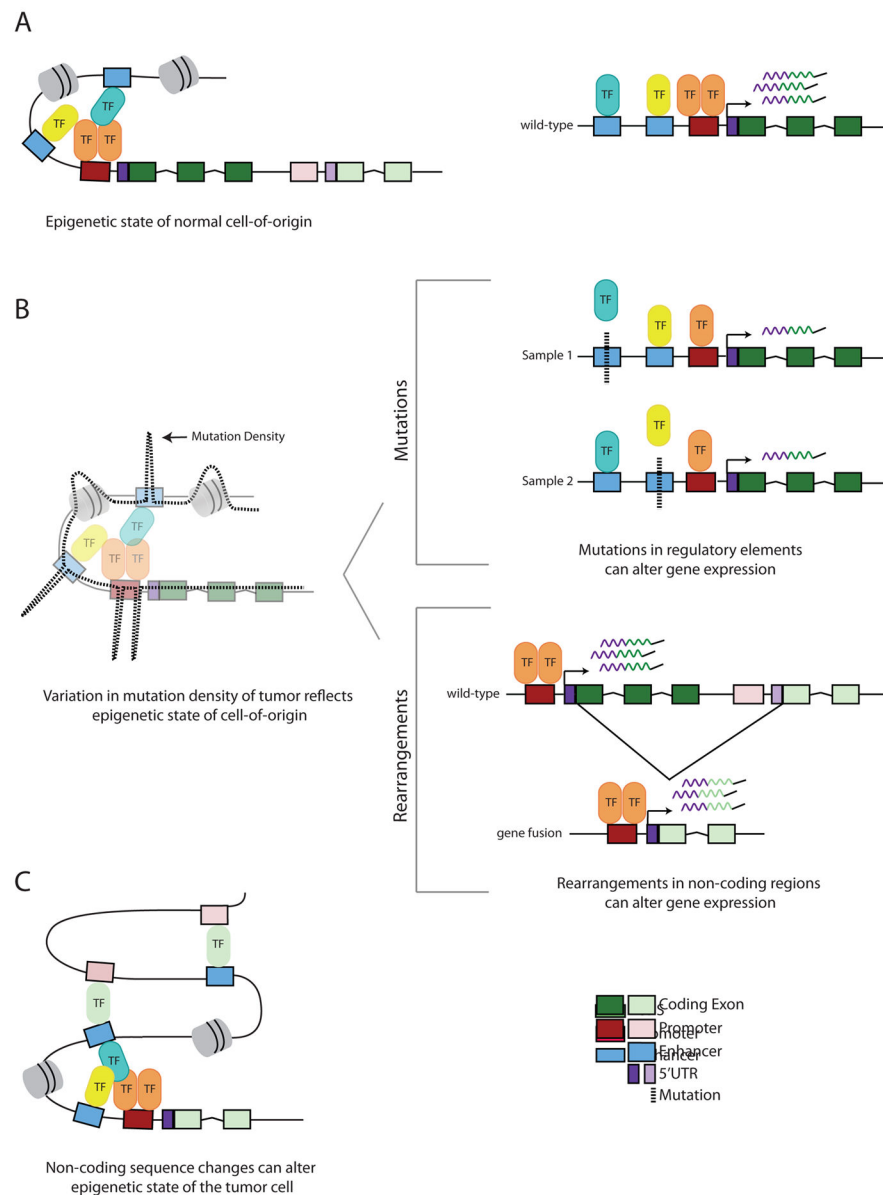 A
TF
TF
TF TF
Epigenetic state of normal cell-of-origin
TF TF TF TF
wild-type
B
Mutation Density
TF
TF
TF TF
Variation in mutation density of tumor reflects
epigenetic state of cell-of-origin
Mutations
TF
TF TF
Sample 1
TF
TF TF
Sample 2
Mutations in regulatory elements
can alter gene expression
Rearrangements
TF TF
wild-type
TF TF
gene fusion
Rearrangements in non-coding regions
can alter gene expression
C
TF
TF
TF
TF TF TF
Non-coding sequence changes can alter
epigenetic state of the tumor cell
Coding Exon
Promoter
Enhancer
5'UTR
Mutation